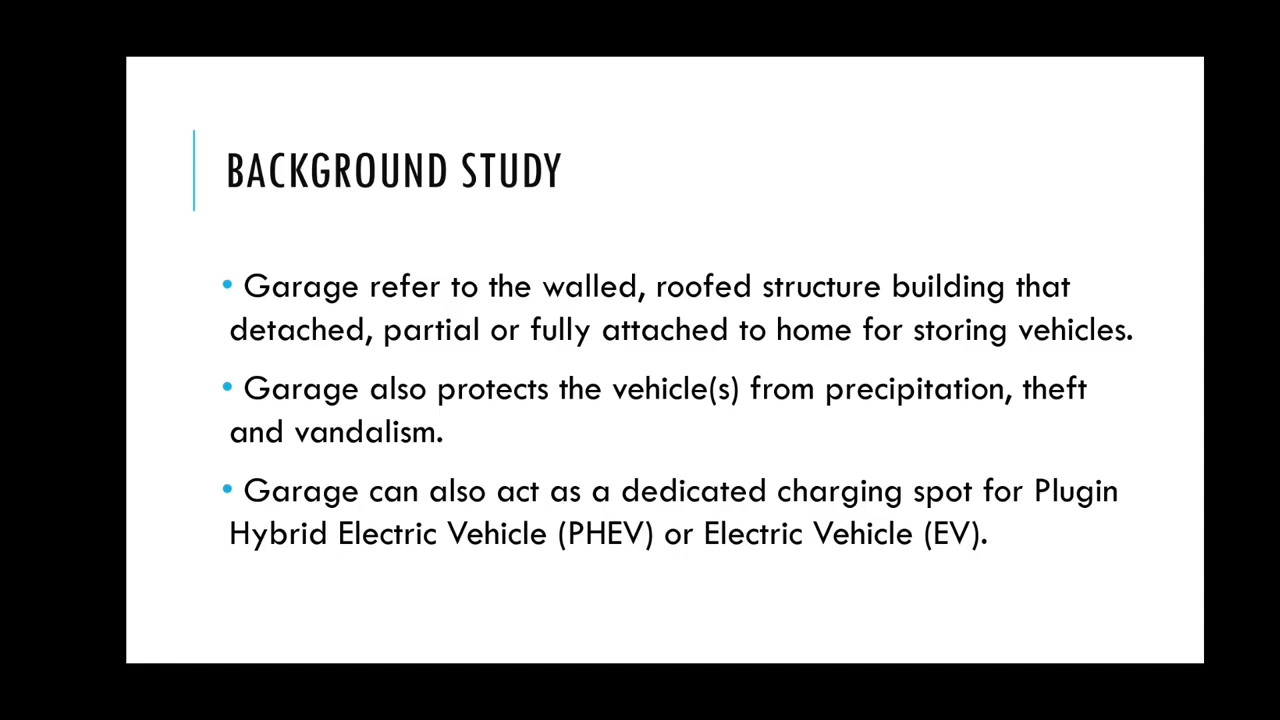 BACKGROUND STUDY
• Garage refer to the walled, roofed structure building that
detached, partial or fully attached to home for storing vehicles.
• Garage also protects the vehicle(s) from precipitation, theft
and vandalism.
• Garage can also act as a dedicated charging spot for Plugin
Hybrid Electric Vehicle (PHEV) or Electric Vehicle (EV).